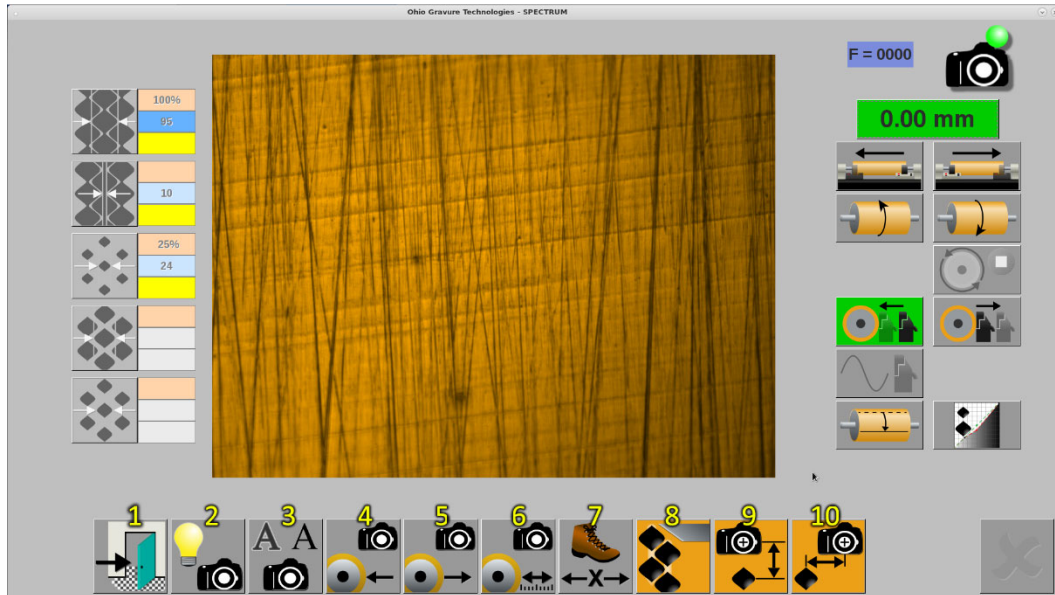 Ohio Gravure Technologies - SPECTRUM
F = 0000
0.00 mm
100%
95
10
25%
24
1 2 3 4 5 6 7 8 9 10
A A
X